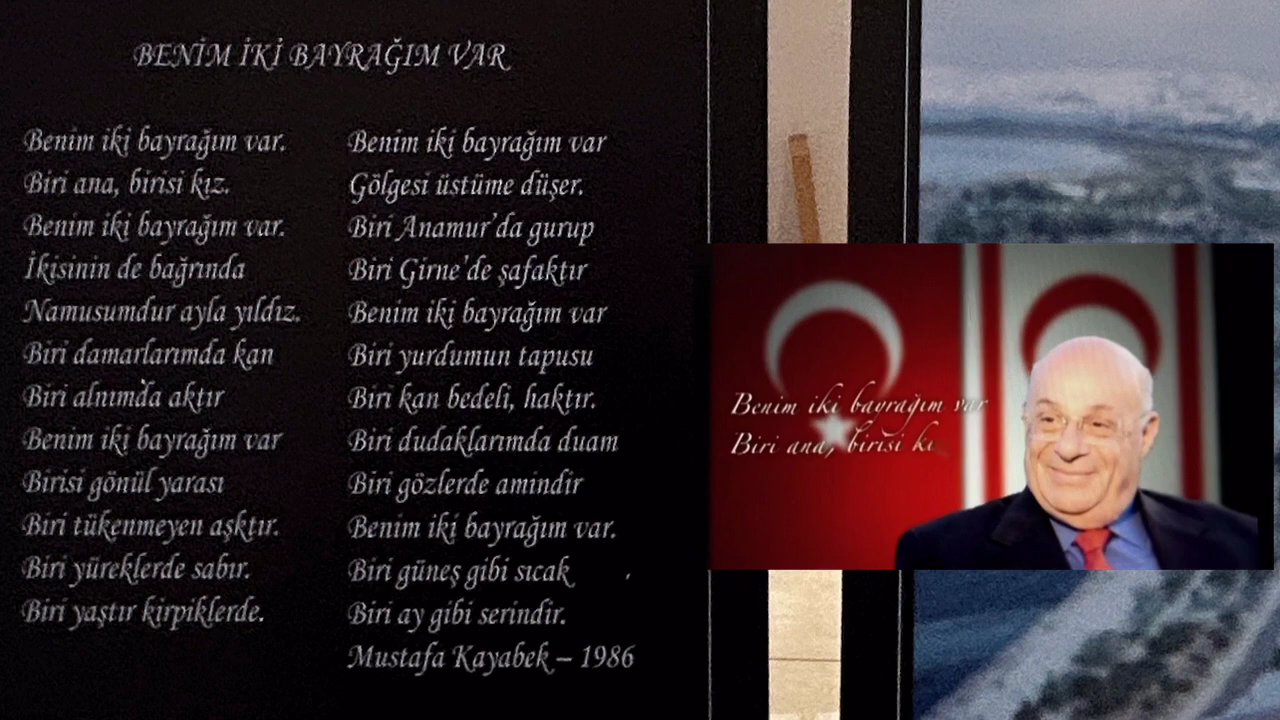 BENİM İKİ BAYRAĞIM VAR
Benim iki bayrağım var.
Biri ana, birisi kız.
Benim iki bayrağım var.
İkisinin de bağrında
Namusumdur ayla yıldız.
Biri damarlarımda kan
Biri alnımda aktır
Benim iki bayrağım var
Birisi gönül yarası
Biri tükenmeyen aşktır.
Biri yüreklerde sabır.
Biri yaştır kirpiklerde.
Benim iki bayrağım var
Gölgesi üstüme düşer.
Biri Anamur'da gurup
Biri Girne'de şafaktır
Benim iki bayrağım var
Biri yurdumun tapusu
Biri kan bedeli, haktır.
Biri dudaklarımda duam
Biri gözlerde amindir
Benim iki bayrağım var.
Biri güneş gibi sıcak
Biri ay gibi serindir.
Mustafa Kayabek – 1986
Benim iki bayrağım var
Biri ana, birisi kı